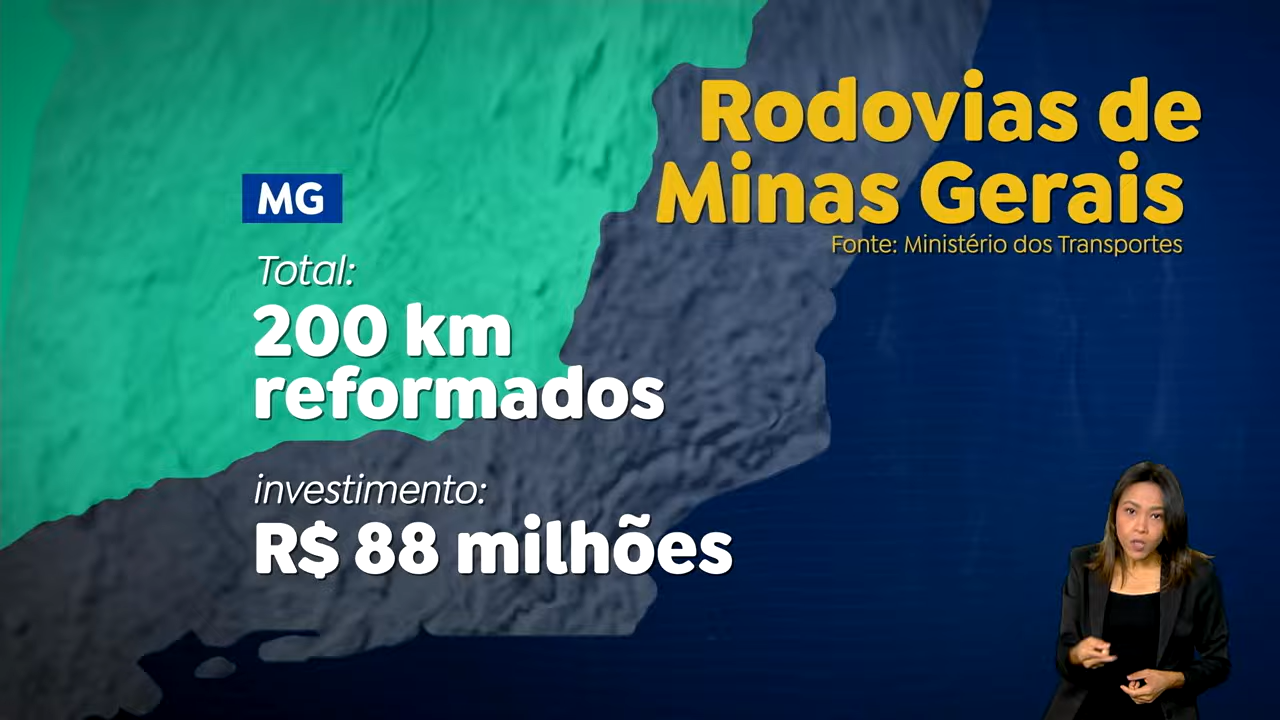 Rodovias de
Minas Gerais
Fonte: Ministério dos Transportes
MG
Total:
200 km
reformados
investimento:
R$ 88 milhões